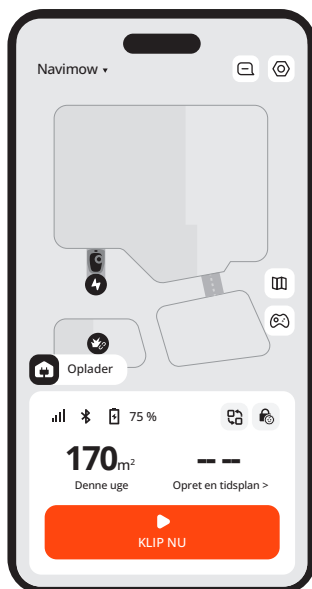 Navimow ▾
Oplader
75 %
170m²
-- --
Denne uge
Opret en tidsplan >
KLIP NU